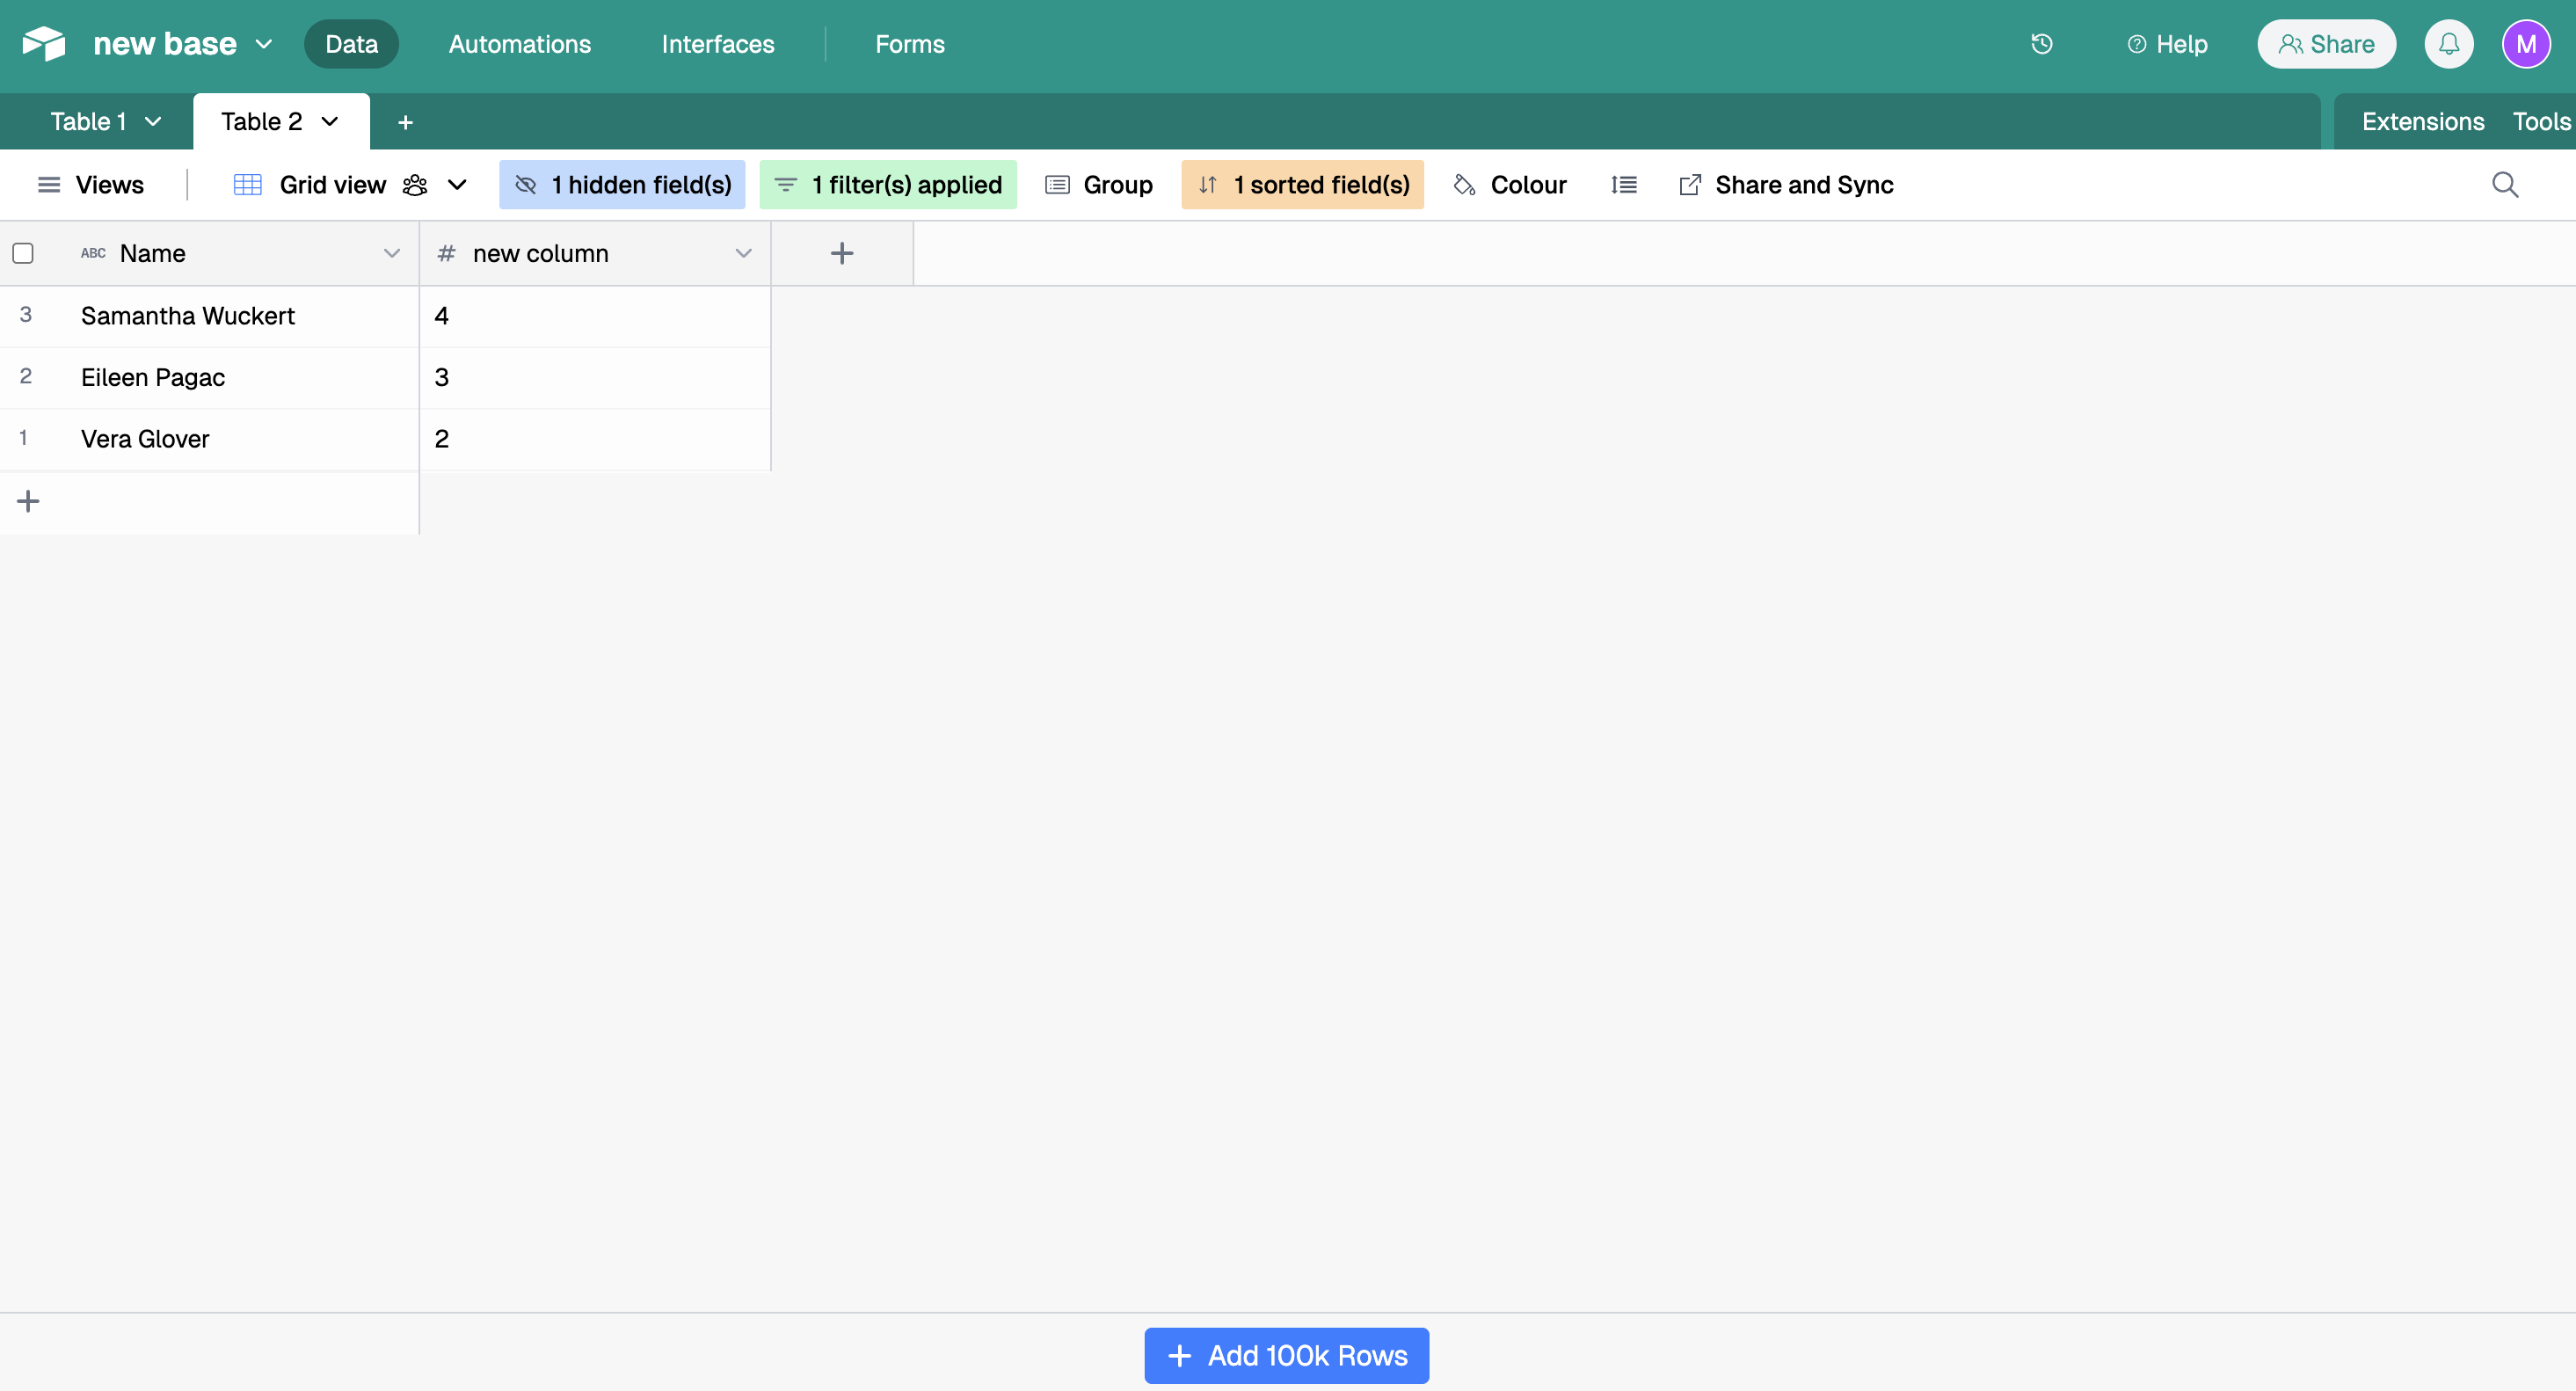 new base Data Automations Interfaces Forms Help Share M
Table 1 Table 2 + Extensions Tools
Views Grid view 1 hidden field(s) 1 filter(s) applied Group 1 sorted field(s) Colour Share and Sync
ABC Name # new column +
3 Samantha Wuckert 4
2 Eileen Pagac 3
1 Vera Glover 2
+
+ Add 100k Rows